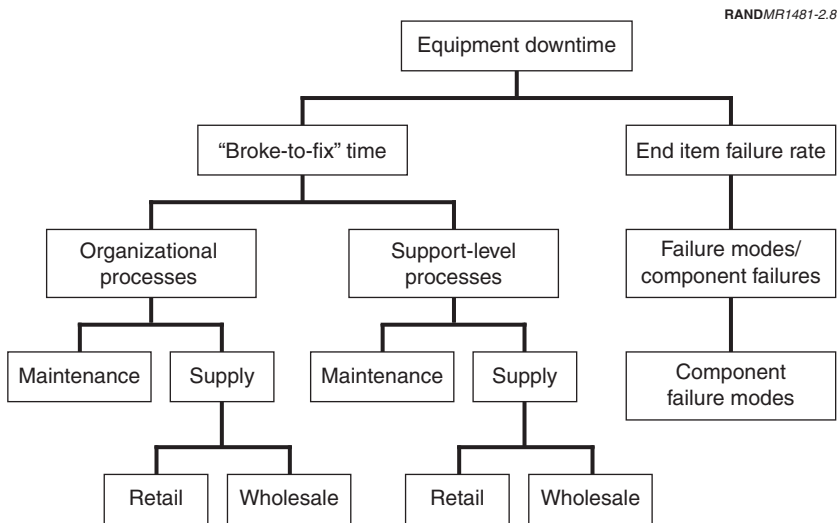 RANDMR1481-2.8
Equipment downtime
“Broke-to-fix” time
End item failure rate
Organizational
processes
Support-level
processes
Failure modes/
component failures
Maintenance
Supply
Maintenance
Supply
Component
failure modes
Retail
Wholesale
Retail
Wholesale